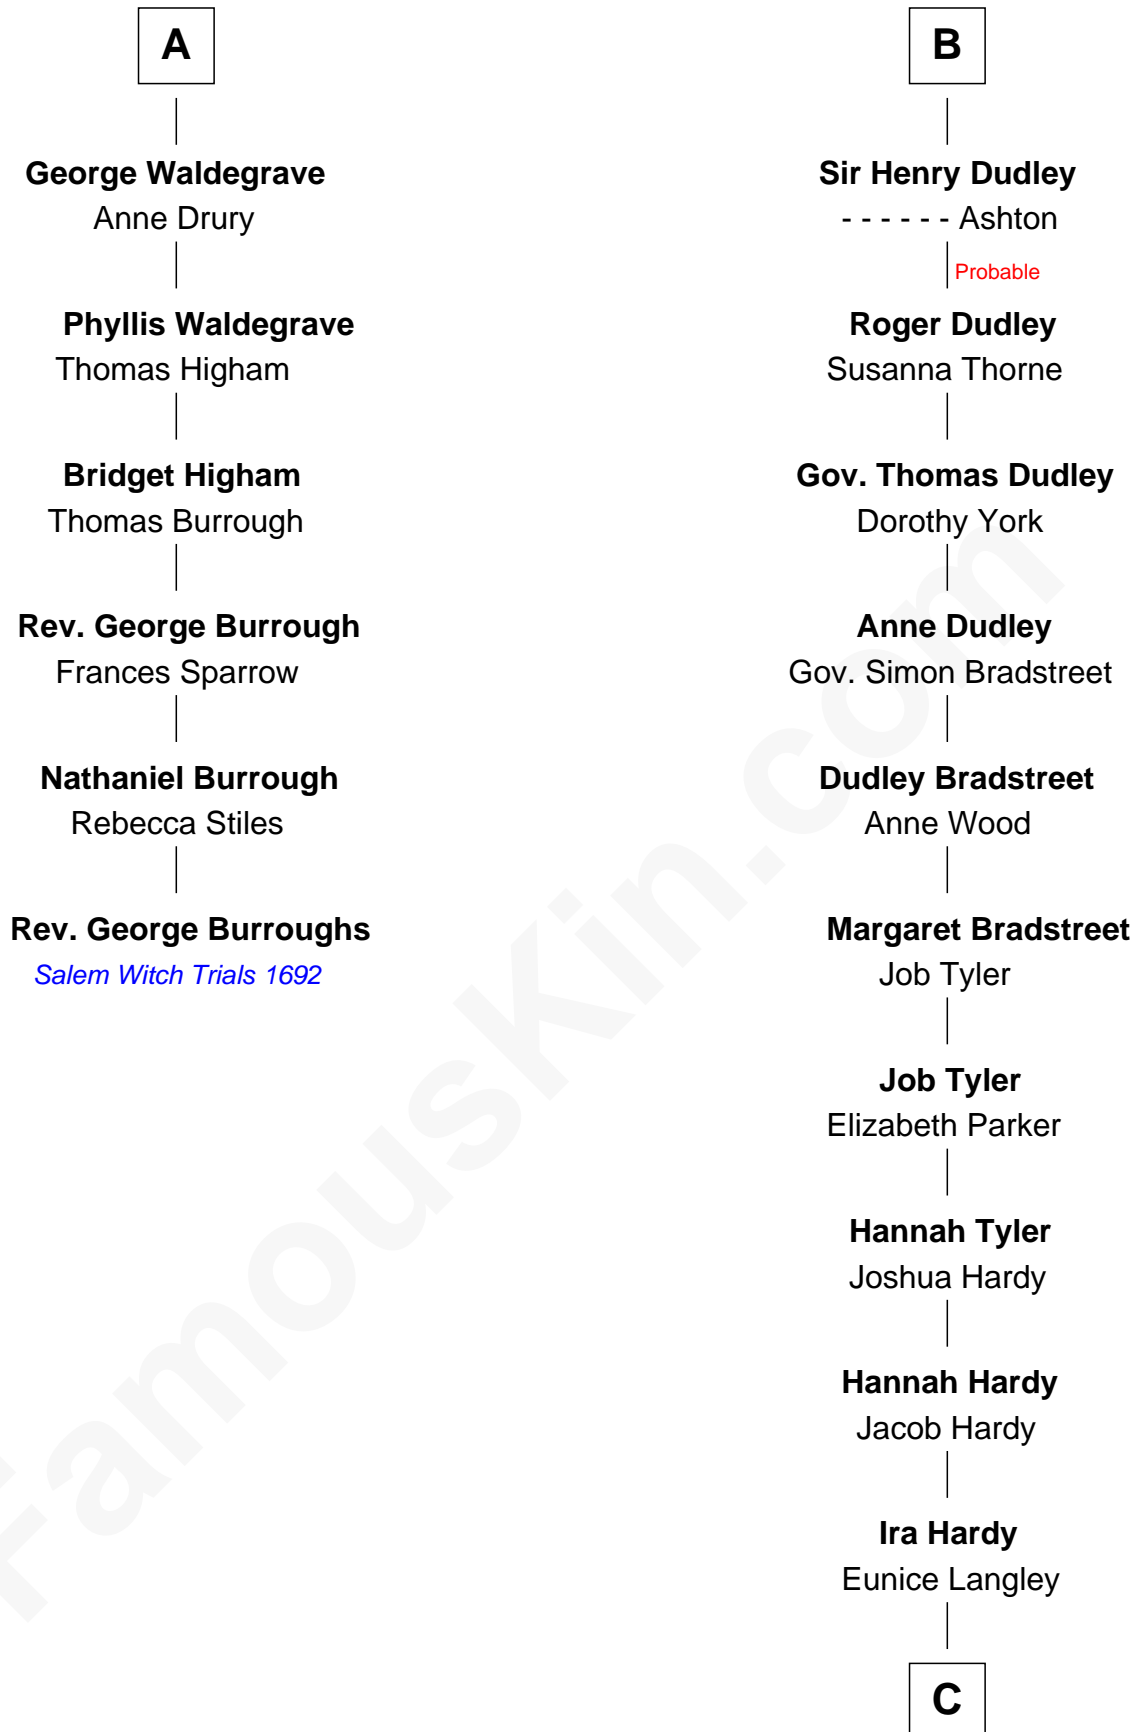 A
George Waldegrave
Anne Drury
Phyllis Waldegrave
Thomas Higham
Bridget Higham
Thomas Burrough
Rev. George Burrough
Frances Sparrow
Nathaniel Burrough
Rebecca Stiles
Rev. George Burroughs
Salem Witch Trials 1692
B
Sir Henry Dudley
- - - - - - Ashton
Probable
Roger Dudley
Susanna Thorne
Gov. Thomas Dudley
Dorothy York
Anne Dudley
Gov. Simon Bradstreet
Dudley Bradstreet
Anne Wood
Margaret Bradstreet
Job Tyler
Job Tyler
Elizabeth Parker
Hannah Tyler
Joshua Hardy
Hannah Hardy
Jacob Hardy
Ira Hardy
Eunice Langley
C
FamousKin.com